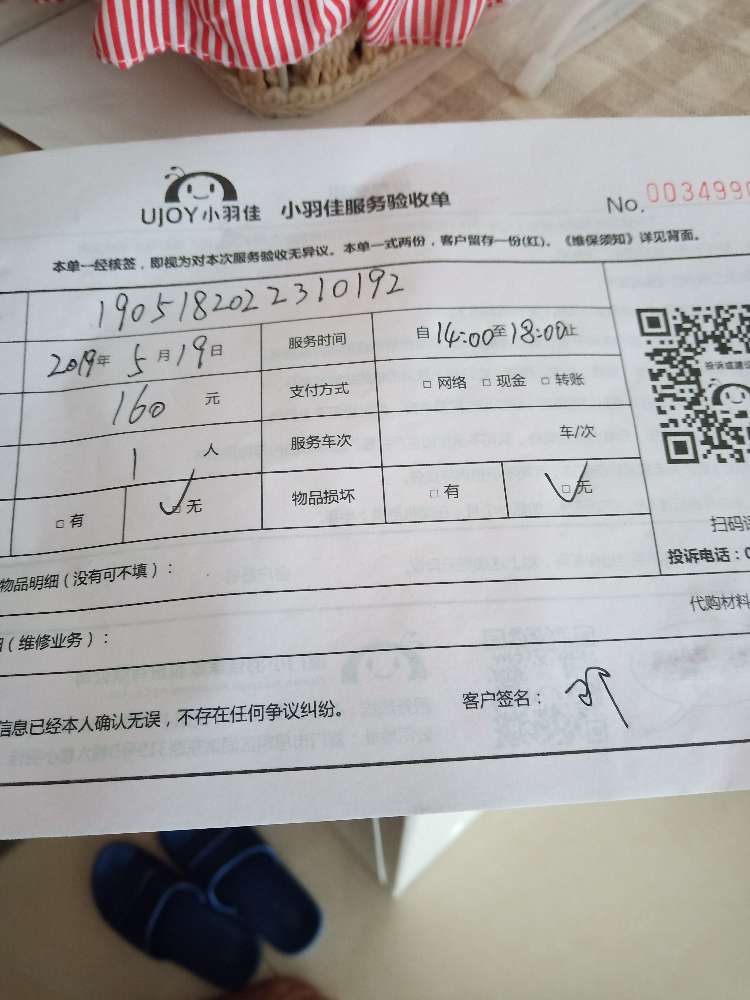 UJOY小羽佳 小羽佳服务验收单 No. 003499
本单一经核签，即视为对本次服务验收无异议。本单一式两份，客户留存一份(红)。《维保须知》详见背面。
1905182022310192
2019年 5月19日 服务时间 自14:00至18:00止
160 元 支付方式 □网络 □现金 □转账
1 人 服务车次 车/次
□有 □无 物品损坏 □有 □无
投诉或建议
扫码
物品明细（没有可不填）：
投诉电话：0
（维修业务）：
代购材料
信息已经本人确认无误，不存在任何争议纠纷。 客户签名：